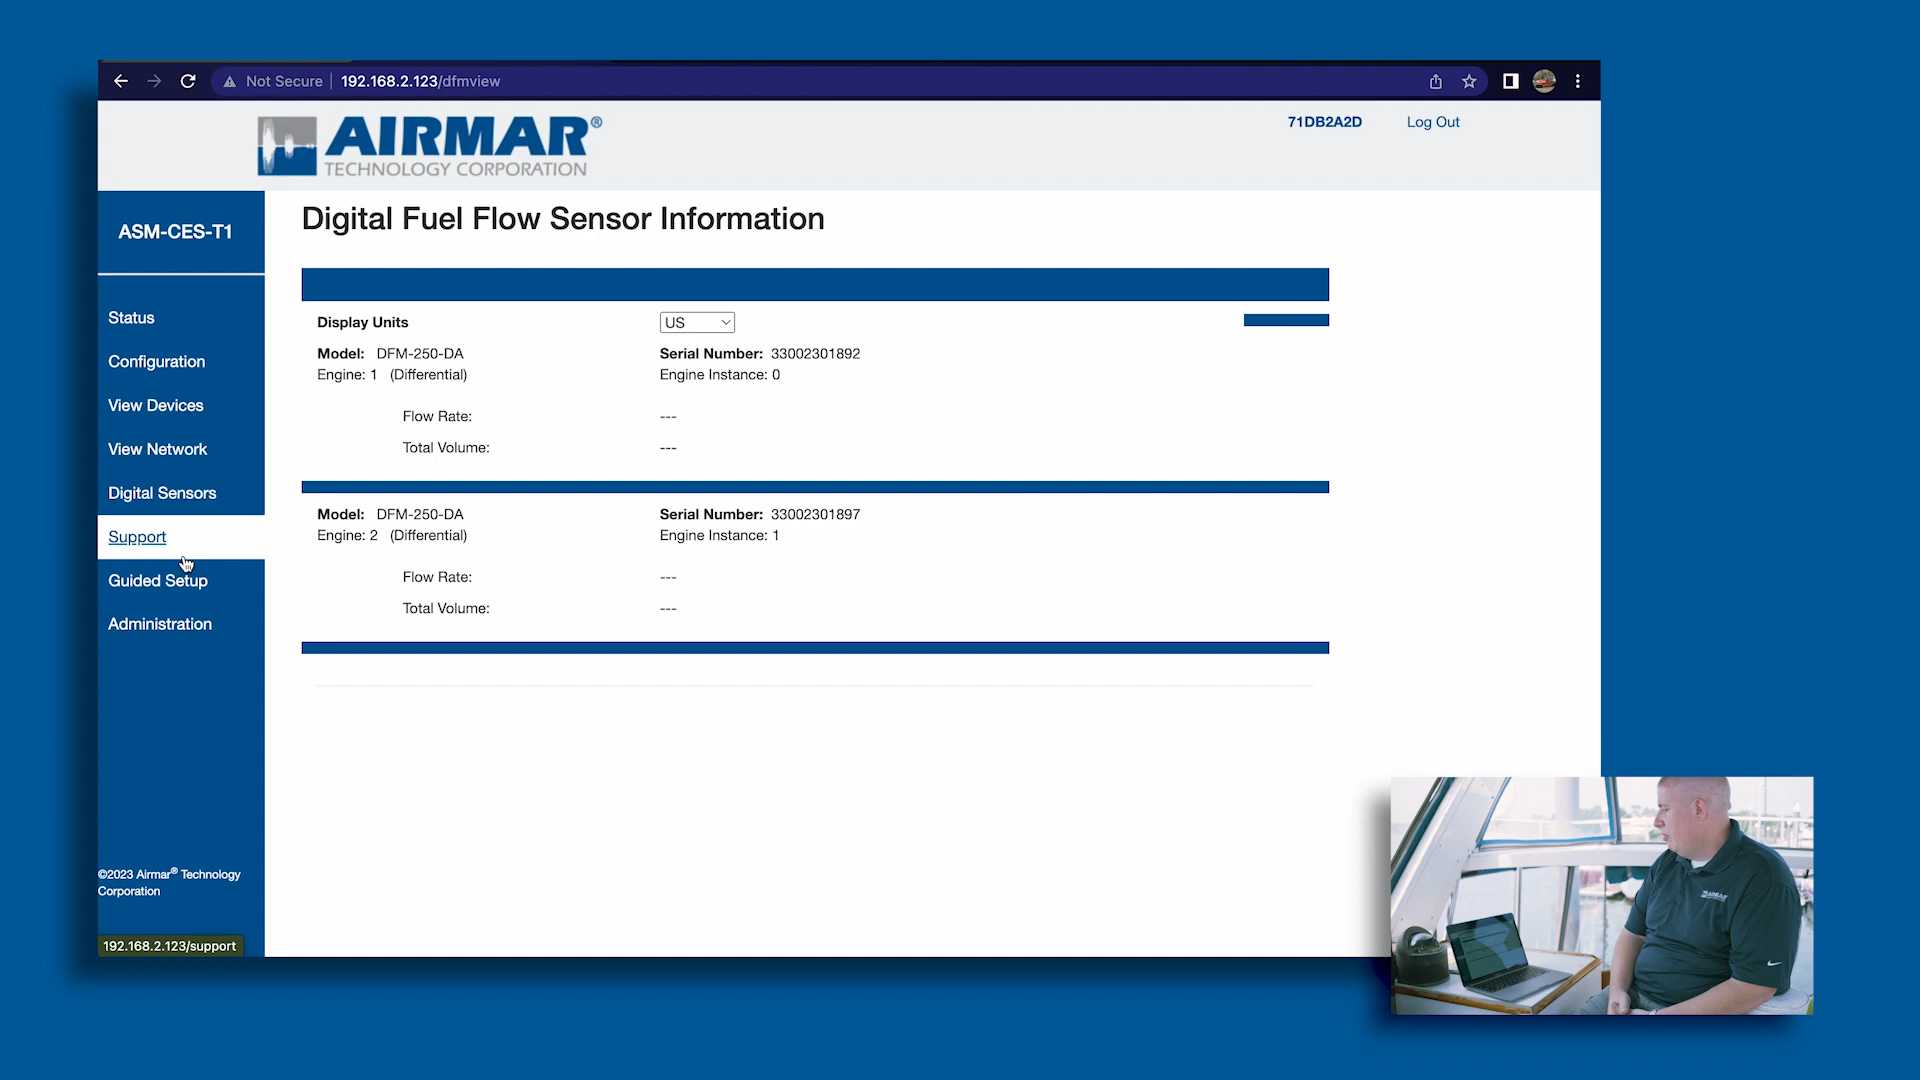 Not Secure | 192.168.2.123/dfmview
AIRMAR®
TECHNOLOGY CORPORATION
71DB2A2D Log Out
ASM-CES-T1
Status
Configuration
View Devices
View Network
Digital Sensors
Support
Guided Setup
Administration
©2023 Airmar® Technology
Corporation
192.168.2.123/support
Digital Fuel Flow Sensor Information
Display Units US
Model: DFM-250-DA Serial Number: 33002301892
Engine: 1 (Differential) Engine Instance: 0
Flow Rate: ---
Total Volume: ---
Model: DFM-250-DA Serial Number: 33002301897
Engine: 2 (Differential) Engine Instance: 1
Flow Rate: ---
Total Volume: ---
AIRMAR